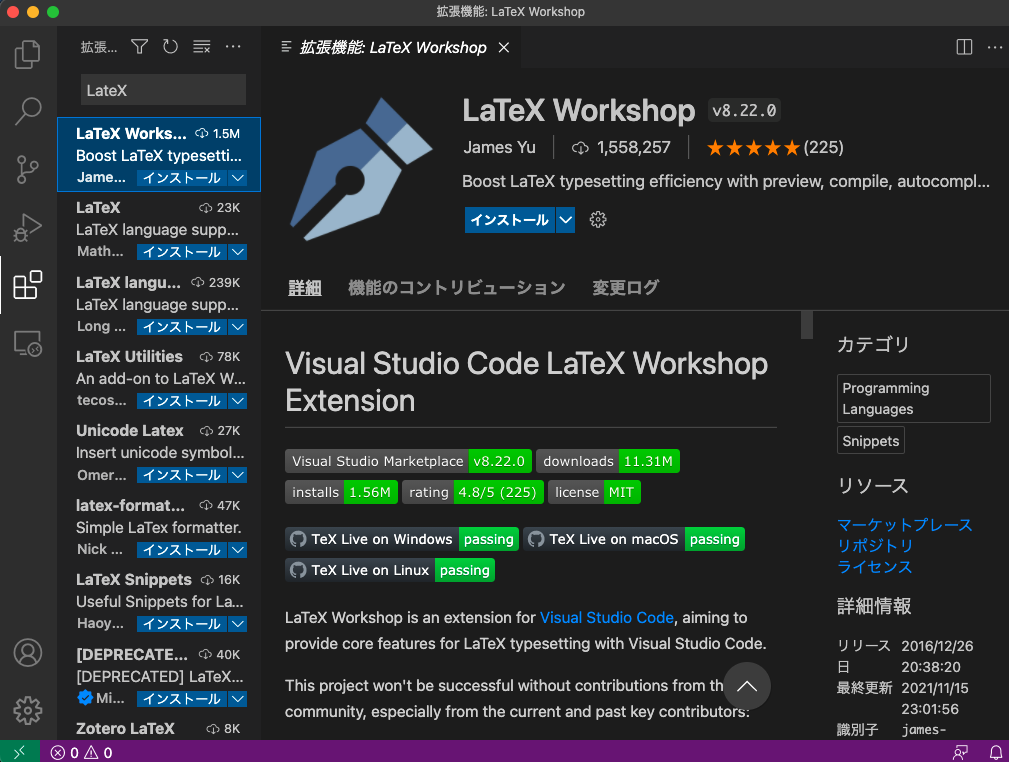 拡張機能: LaTeX Workshop
拡張...
LateX
LaTeX Works... 1.5M
Boost LaTeX typesetti...
Jame... インストール
LaTeX 23K
LaTeX language supp...
Math... インストール
LaTeX langu... 239K
LaTeX language supp...
Long ... インストール
LaTeX Utilities 78K
An add-on to LaTeX W...
tecos... インストール
Unicode Latex 27K
Insert unicode symbol...
Omer... インストール
latex-format... 47K
Simple LaTex formatter.
Nick ... インストール
LaTeX Snippets 16K
Useful Snippets for La...
Haoy... インストール
[DEPRECATE... 40K
[DEPRECATED] LaTeX...
Mi... インストール
Zotero LaTeX 8K
拡張機能: LaTeX Workshop
LaTeX Workshop v8.22.0
James Yu 1,558,257 ★★★★★(225)
Boost LaTeX typesetting efficiency with preview, compile, autocompl...
インストール
詳細 機能のコントリビューション 変更ログ
Visual Studio Code LaTeX Workshop
Extension
Visual Studio Marketplace v8.22.0 downloads 11.31M
installs 1.56M rating 4.8/5 (225) license MIT
TeX Live on Windows passing TeX Live on macOS passing
TeX Live on Linux passing
LaTeX Workshop is an extension for Visual Studio Code, aiming to
provide core features for LaTeX typesetting with Visual Studio Code.
This project won't be successful without contributions from th
community, especially from the current and past key contributors:
カテゴリ
Programming
Languages
Snippets
リソース
マーケットプレース
リポジトリ
ライセンス
詳細情報
リリース 2016/12/26
日 20:38:20
最終更新 2021/11/15
23:01:56
識別子 james-
0 0